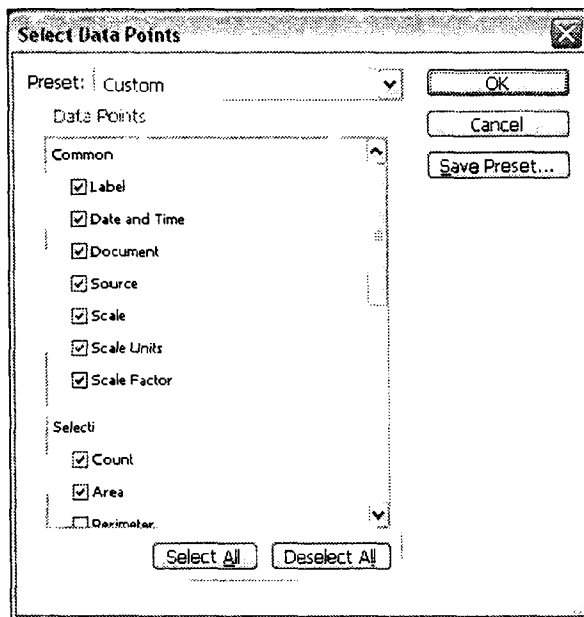 Select Data Points
Preset: Custom
OK
Data Points
Cancel
Save Preset...
Common
Label
Date and Time
Document
Source
Scale
Scale Units
Scale Factor
Selecti
Count
Area
Perimeter
Select All
Deselect All